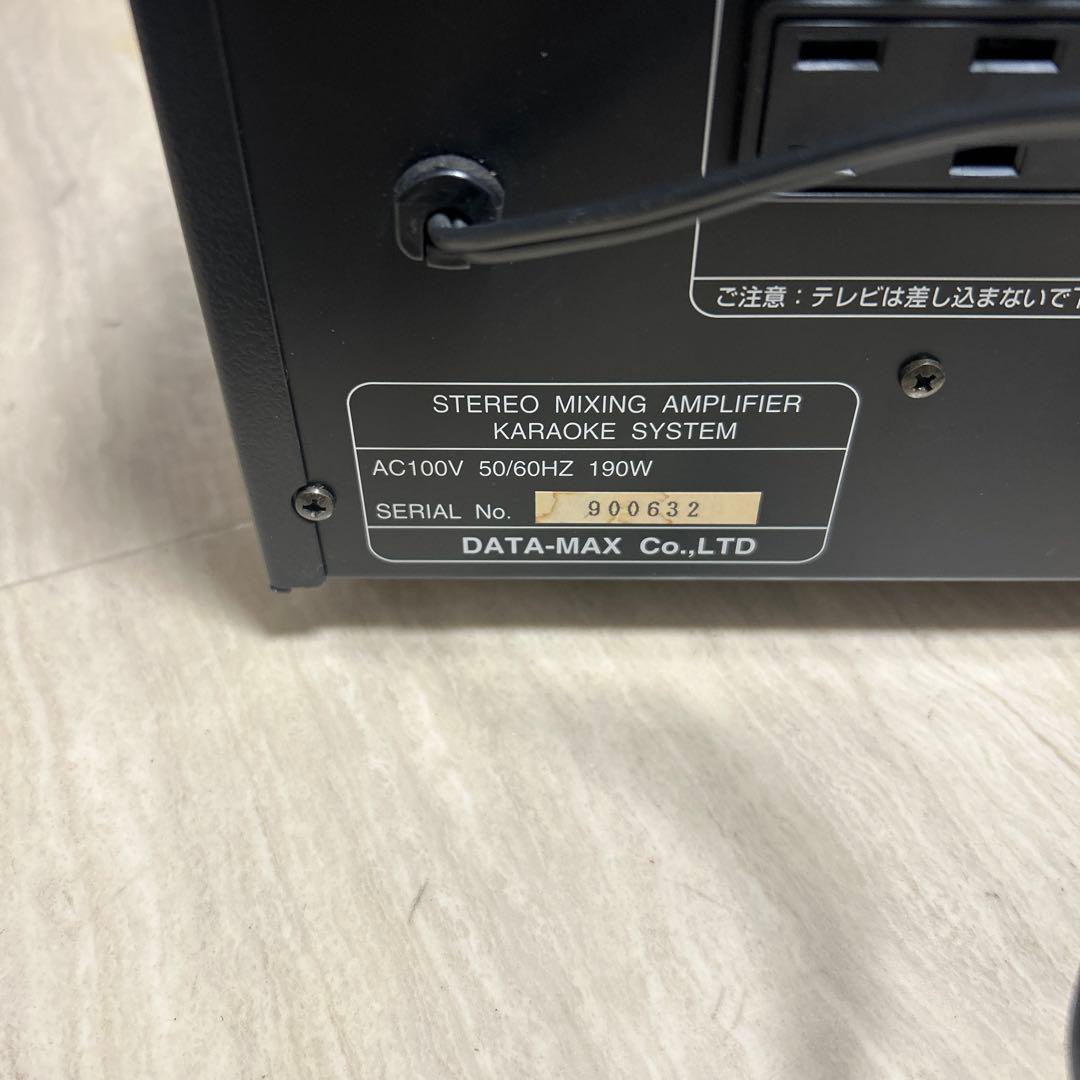 ご注意：テレビは差し込まないで
STEREO MIXING AMPLIFIER
KARAOKE SYSTEM
AC100V 50/60HZ 190W
SERIAL No. 900632
DATA-MAX Co.,LTD